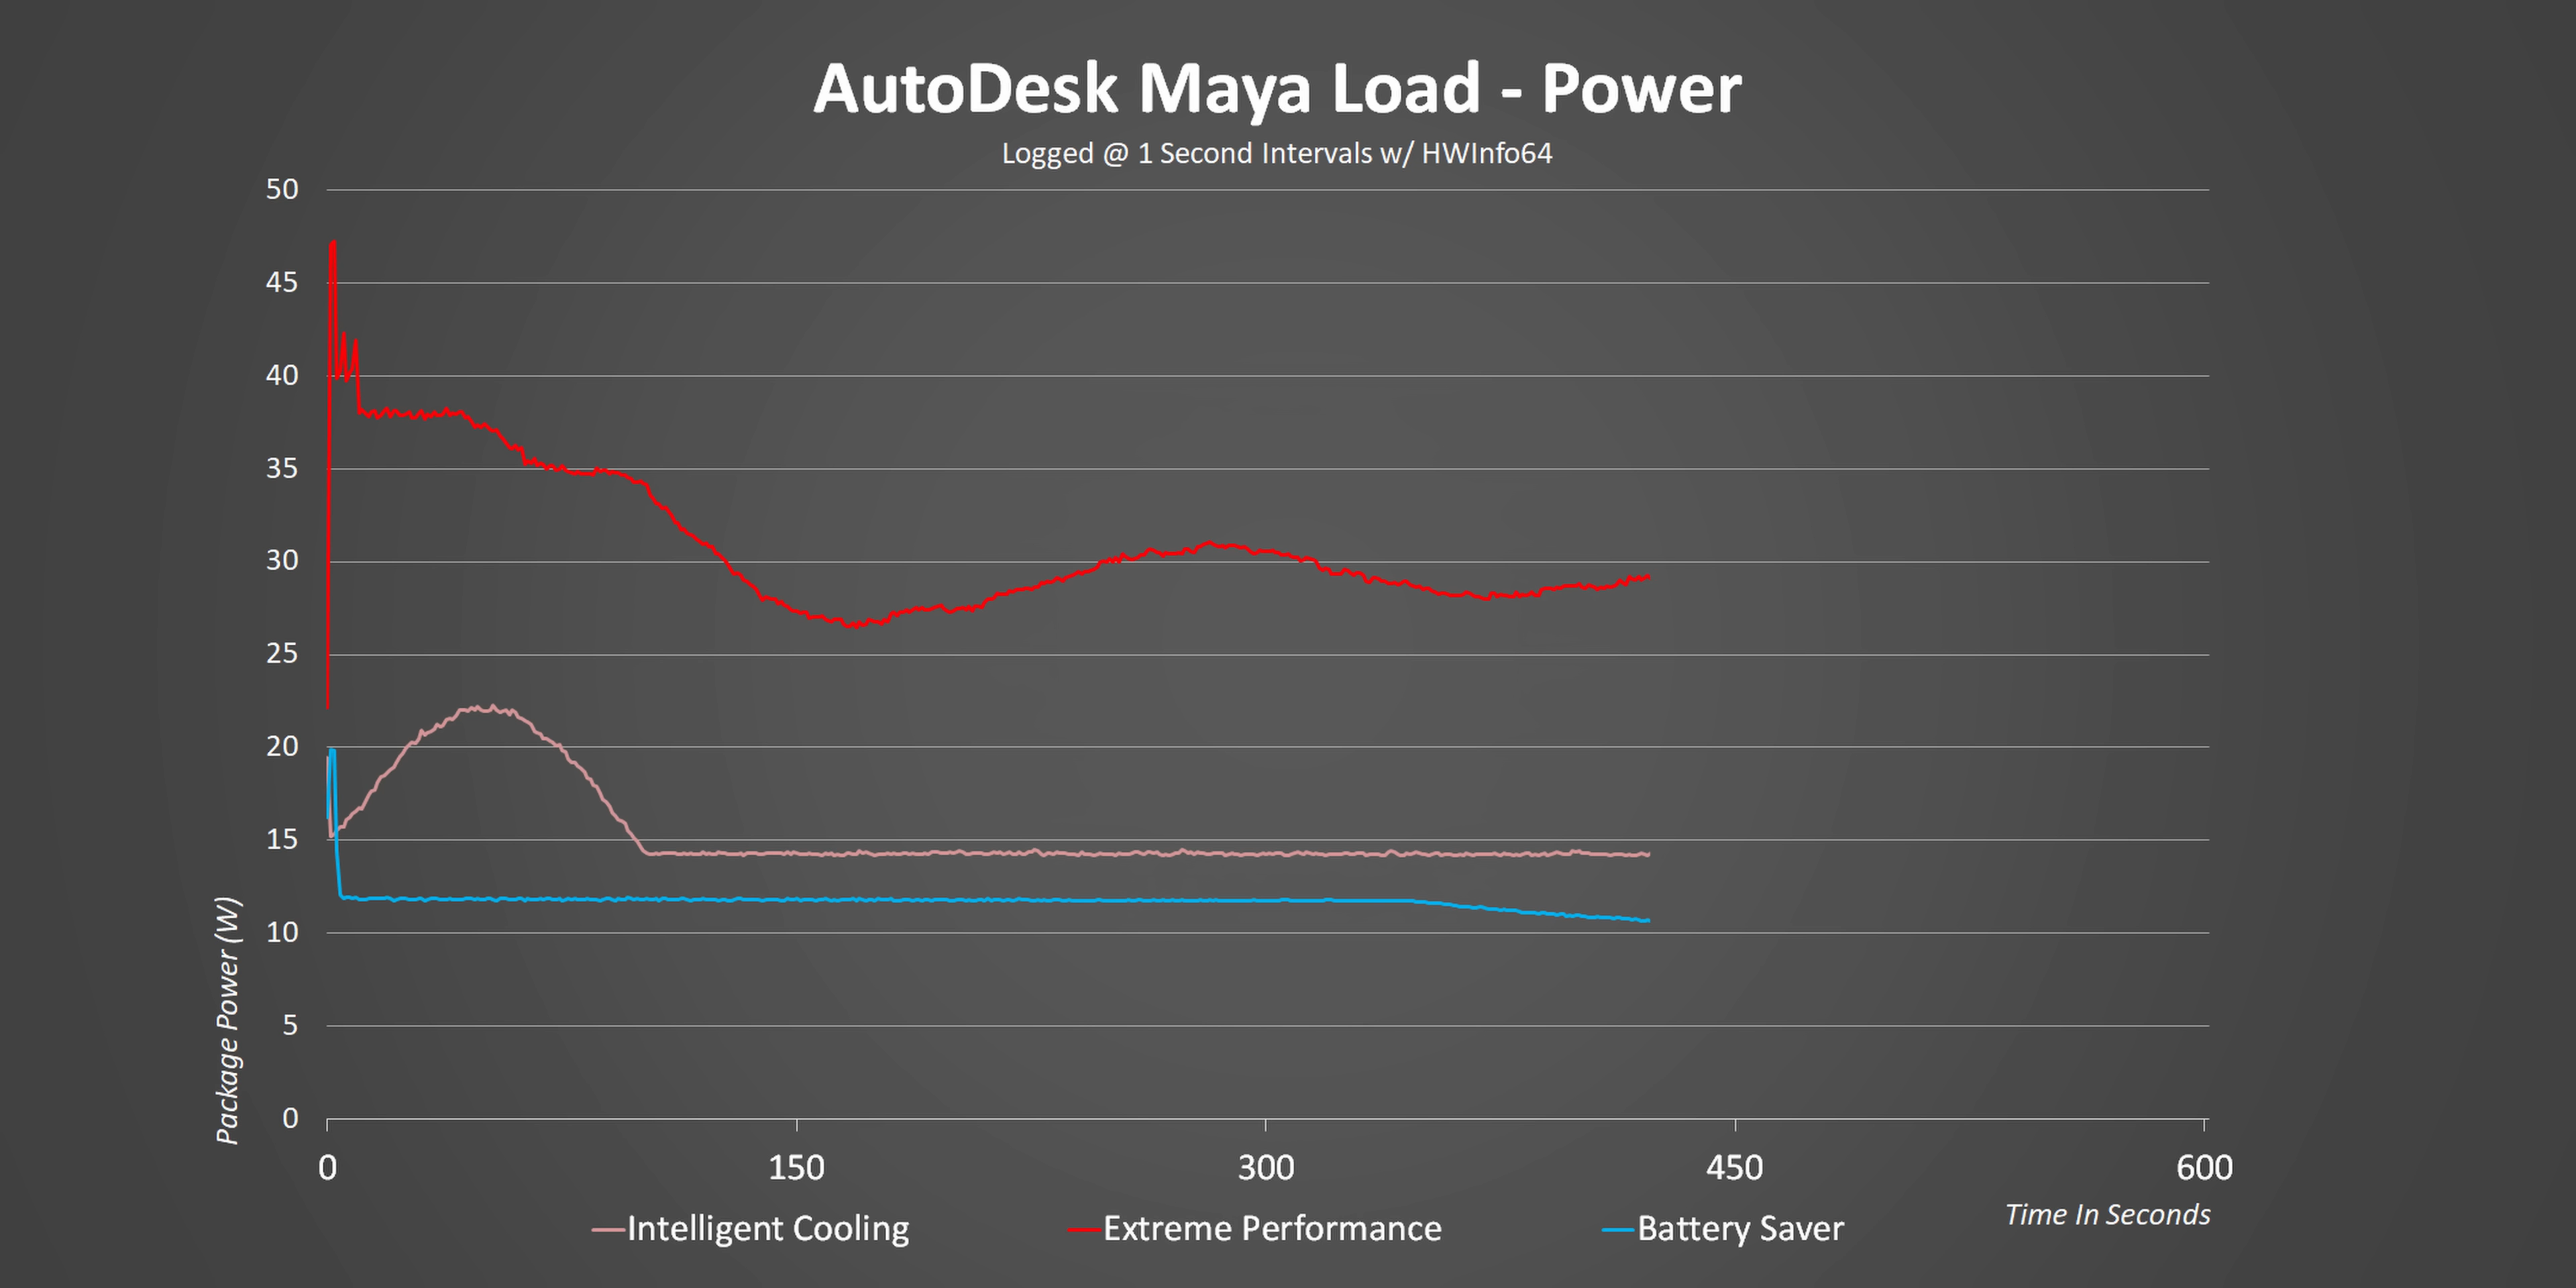 AutoDesk Maya Load - Power
Logged @ 1 Second Intervals w/ HWInfo64
50
45
40
35
30
25
20
15
10
5
0
Package Power (W)
0 150 300 450 600
Time In Seconds
Intelligent Cooling Extreme Performance Battery Saver